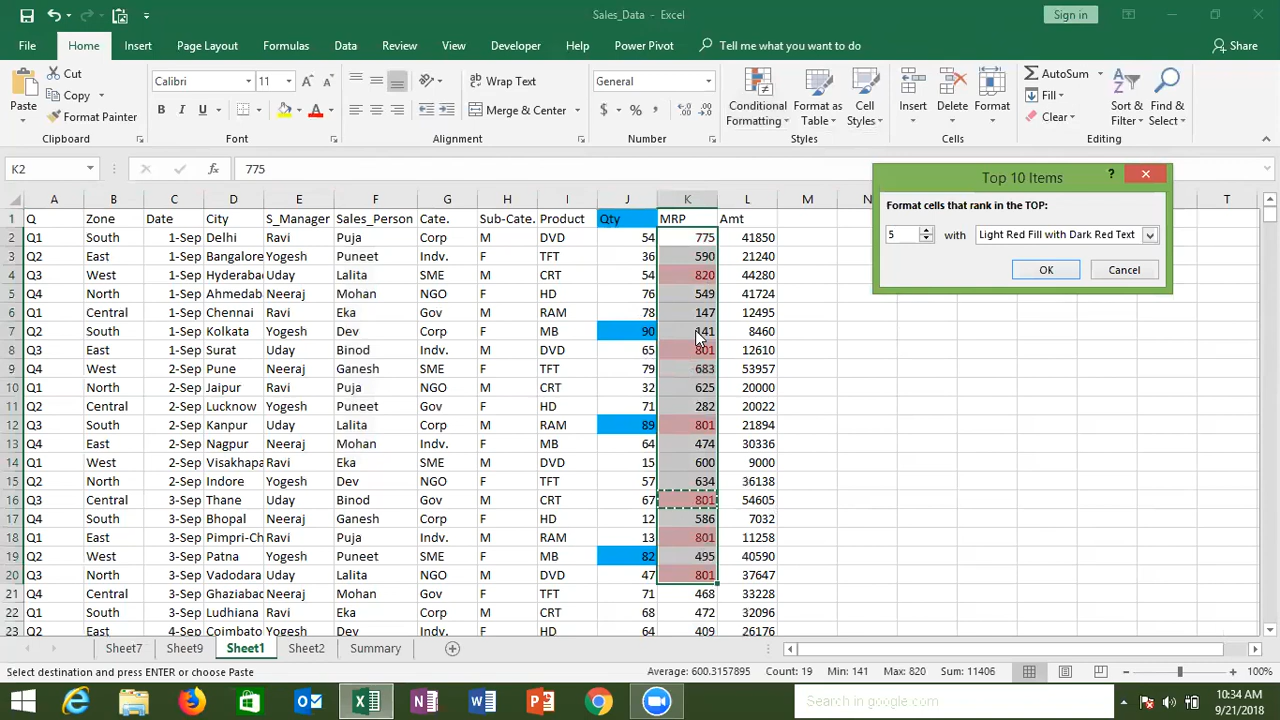 Sales_Data - Excel
Sign in
File Home Insert Page Layout Formulas Data Review View Developer Help Power Pivot Tell me what you want to do Share
Paste
Cut
Copy
Format Painter
Clipboard
Calibri 11
B I U
Font
Wrap Text
Merge & Center
Alignment
General
$ % ,
Number
Conditional Formatting
Format as Table
Cell Styles
Styles
Insert
Delete
Format
Cells
AutoSum
Fill
Clear
Sort & Filter
Find & Select
Editing
K2 fx 775
Top 10 Items ?
Format cells that rank in the TOP:
5 with Light Red Fill with Dark Red Text
OK Cancel
A B C D E F G H I J K L M N T
1 Q Zone Date City S_Manager Sales_Person Cate. Sub-Cate. Product Qty MRP Amt
2 Q1 South 1-Sep Delhi Ravi Puja Corp M DVD 54 775 41850
3 Q2 East 1-Sep Bangalore Yogesh Puneet Indv. F TFT 36 590 21240
4 Q3 West 1-Sep Hyderabad Uday Lalita SME M CRT 54 820 44280
5 Q4 North 1-Sep Ahmedab Neeraj Mohan NGO F HD 76 549 41724
6 Q1 Central 1-Sep Chennai Ravi Eka Gov M RAM 78 147 12495
7 Q2 South 1-Sep Kolkata Yogesh Dev Corp F MB 90 141 8460
8 Q3 East 1-Sep Surat Uday Binod Indv. M DVD 65 801 12610
9 Q4 West 2-Sep Pune Neeraj Ganesh SME F TFT 79 683 53957
10 Q1 North 2-Sep Jaipur Ravi Puja NGO M CRT 32 625 20000
11 Q2 Central 2-Sep Lucknow Yogesh Puneet Gov F HD 71 282 20022
12 Q3 South 2-Sep Kanpur Uday Lalita Corp M RAM 89 801 21894
13 Q4 East 2-Sep Nagpur Neeraj Mohan Indv. F MB 64 474 30336
14 Q1 West 2-Sep Visakhapa Ravi Eka SME M DVD 15 600 9000
15 Q2 North 2-Sep Indore Yogesh Dev NGO F TFT 57 634 36138
16 Q3 Central 3-Sep Thane Uday Binod Gov M CRT 67 801 54605
17 Q4 South 3-Sep Bhopal Neeraj Ganesh Corp F HD 12 586 7032
18 Q1 East 3-Sep Pimpri-Ch Ravi Puja Indv. M RAM 13 801 11258
19 Q2 West 3-Sep Patna Yogesh Puneet SME F MB 82 495 40590
20 Q3 North 3-Sep Vadodara Uday Lalita NGO M DVD 47 801 37647
21 Q4 Central 3-Sep Ghaziabad Neeraj Mohan Gov F TFT 71 468 33228
22 Q1 South 3-Sep Ludhiana Ravi Eka Corp M CRT 68 472 32096
23 Q2 East 4-Sep Coimbato Yogesh Dev Indv. F HD 64 409 26176
Sheet7 Sheet9 Sheet1 Sheet2 Summary
Select destination and press ENTER or choose Paste Average: 600.3157895 Count: 19 Min: 141 Max: 820 Sum: 11406 100%
Search in google.com
10:34 AM
9/21/2018